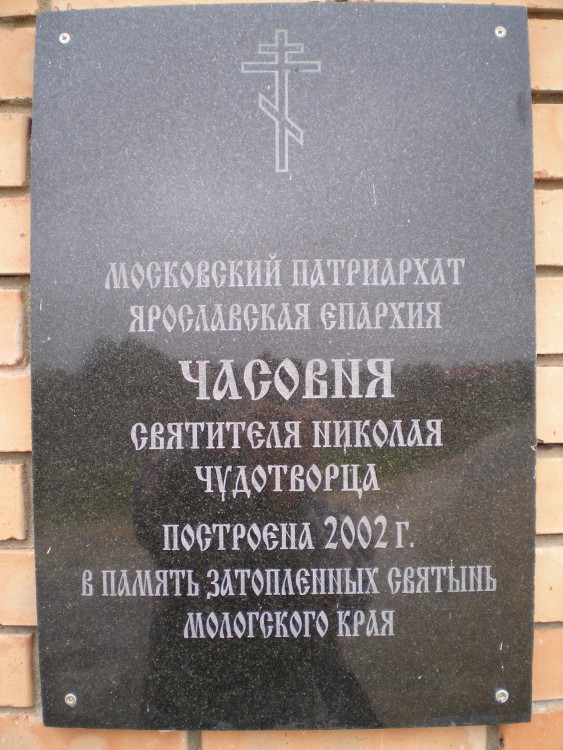 МОСКОВСКИЙ ПАТРИАРХАТ
ЯРОСЛАВСКАЯ ЕПАРХИЯ
ЧАСОВНЯ
СВЯТИТЕЛЯ НИКОЛАЯ
ЧУДОТВОРЦА
ПОСТРОЕНА 2002 Г.
В ПАМЯТЬ ЗАТОПЛЕННЫХ СВЯТЫНЬ
МОЛОГСКОГО КРАЯ